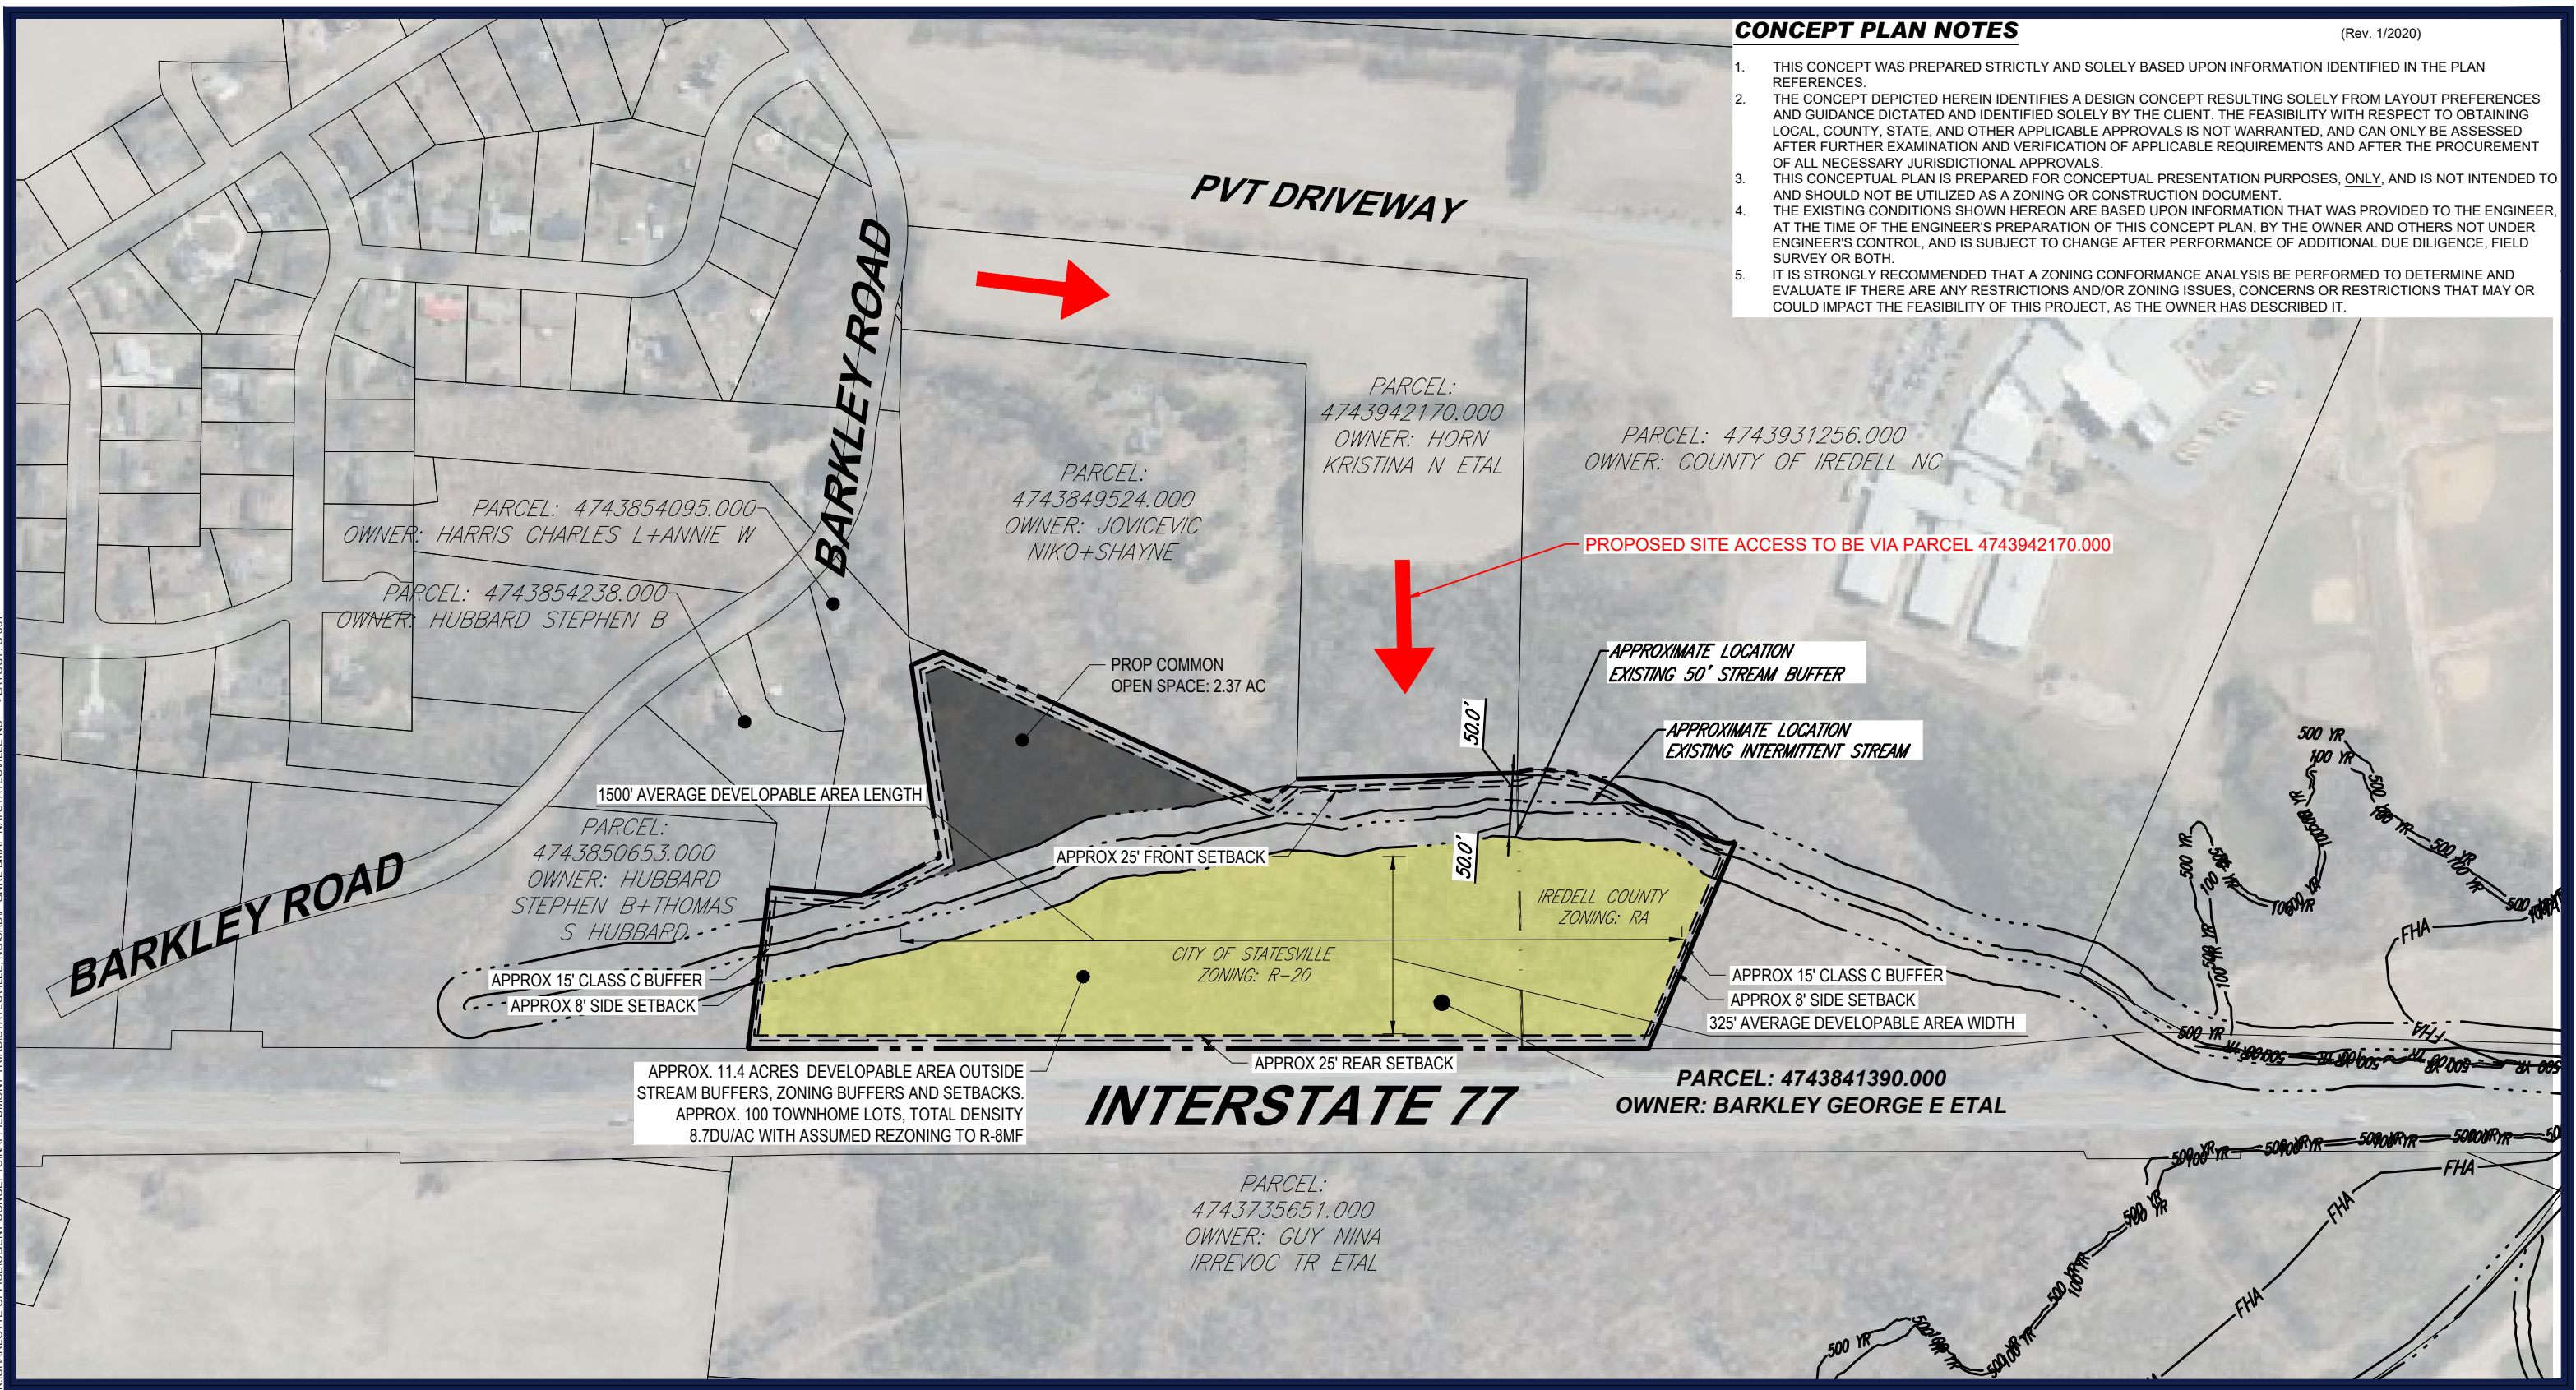 CONCEPT PLAN NOTES
(Rev. 1/2020)
1. THIS CONCEPT WAS PREPARED STRICTLY AND SOLELY BASED UPON INFORMATION IDENTIFIED IN THE PLAN
REFERENCES.
2. THE CONCEPT DEPICTED HEREIN IDENTIFIES A DESIGN CONCEPT RESULTING SOLELY FROM LAYOUT PREFERENCES
AND GUIDANCE DICTATED AND IDENTIFIED SOLELY BY THE CLIENT. THE FEASIBILITY WITH RESPECT TO OBTAINING
LOCAL, COUNTY, STATE, AND OTHER APPLICABLE APPROVALS IS NOT WARRANTED, AND CAN ONLY BE ASSESSED
AFTER FURTHER EXAMINATION AND VERIFICATION OF APPLICABLE REQUIREMENTS AND AFTER THE PROCUREMENT
OF ALL NECESSARY JURISDICTIONAL APPROVALS.
3. THIS CONCEPTUAL PLAN IS PREPARED FOR CONCEPTUAL PRESENTATION PURPOSES, ONLY, AND IS NOT INTENDED TO
AND SHOULD NOT BE UTILIZED AS A ZONING OR CONSTRUCTION DOCUMENT.
4. THE EXISTING CONDITIONS SHOWN HEREON ARE BASED UPON INFORMATION THAT WAS PROVIDED TO THE ENGINEER,
AT THE TIME OF THE ENGINEER'S PREPARATION OF THIS CONCEPT PLAN, BY THE OWNER AND OTHERS NOT UNDER
ENGINEER'S CONTROL, AND IS SUBJECT TO CHANGE AFTER PERFORMANCE OF ADDITIONAL DUE DILIGENCE, FIELD
SURVEY OR BOTH.
5. IT IS STRONGLY RECOMMENDED THAT A ZONING CONFORMANCE ANALYSIS BE PERFORMED TO DETERMINE AND
EVALUATE IF THERE ARE ANY RESTRICTIONS AND/OR ZONING ISSUES, CONCERNS OR RESTRICTIONS THAT MAY OR
COULD IMPACT THE FEASIBILITY OF THIS PROJECT, AS THE OWNER HAS DESCRIBED IT.
PVT DRIVEWAY
BARKLEY ROAD
PARCEL:
4743942170.000
OWNER: HORN
KRISTINA N ETAL
PARCEL: 4743931256.000
OWNER: COUNTY OF IREDELL NC
PARCEL:
4743849524.000
OWNER: JOVICEVIC
NIKO+SHAYNE
PARCEL: 4743854095.000
OWNER: HARRIS CHARLES L+ANNIE W
PROPOSED SITE ACCESS TO BE VIA PARCEL 4743942170.000
PARCEL: 4743854238.000
OWNER: HUBBARD STEPHEN B
PROP COMMON
OPEN SPACE: 2.37 AC
APPROXIMATE LOCATION
EXISTING 50' STREAM BUFFER
50.0'
APPROXIMATE LOCATION
EXISTING INTERMITTENT STREAM
1500' AVERAGE DEVELOPABLE AREA LENGTH
PARCEL:
4743850653.000
OWNER: HUBBARD
STEPHEN B+THOMAS
S HUBBARD
APPROX 25' FRONT SETBACK
50.0'
IREDELL COUNTY
ZONING: RA
BARKLEY ROAD
CITY OF STATESVILLE
ZONING: R-20
APPROX 15' CLASS C BUFFER
APPROX 8' SIDE SETBACK
APPROX 15' CLASS C BUFFER
APPROX 8' SIDE SETBACK
325' AVERAGE DEVELOPABLE AREA WIDTH
APPROX 25' REAR SETBACK
APPROX. 11.4 ACRES DEVELOPABLE AREA OUTSIDE
STREAM BUFFERS, ZONING BUFFERS AND SETBACKS.
APPROX. 100 TOWNHOME LOTS, TOTAL DENSITY
8.7DU/AC WITH ASSUMED REZONING TO R-8MF
INTERSTATE 77
PARCEL: 4743841390.000
OWNER: BARKLEY GEORGE E ETAL
PARCEL:
4743735651.000
OWNER: GUY NINA
IRREVOC TR ETAL
500 YR
100 YR
500 YR
500 YR
FHA
FHA
500 YR
FHA
FHA
FHA
500 YR